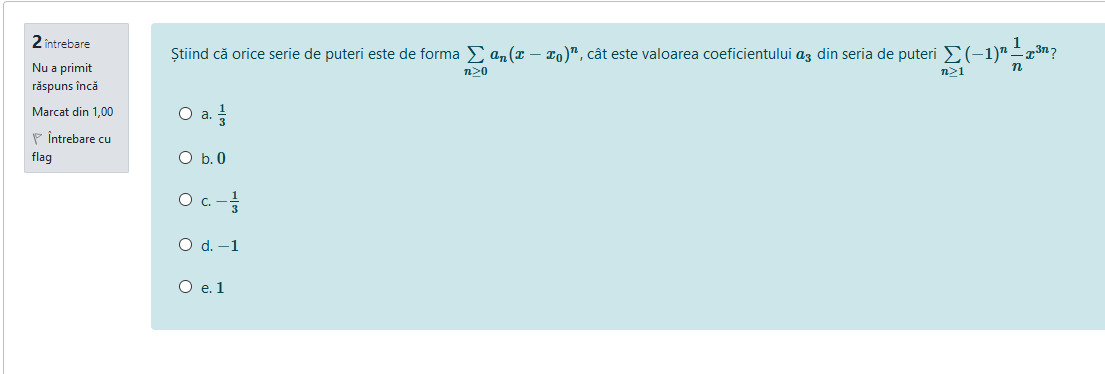 2 întrebare
Nu a primit
răspuns încă
Marcat din 1,00
Întrebare cu
flag
Știind că orice serie de puteri este de forma $\sum_{n\geq 0} a_n(x - x_0)^n$, cât este valoarea coeficientului $a_3$ din seria de puteri $\sum_{n\geq 1} (-1)^n \frac{1}{n} x^{3n}$?
a. $\frac{1}{3}$
b. 0
c. $-\frac{1}{3}$
d. −1
e. 1